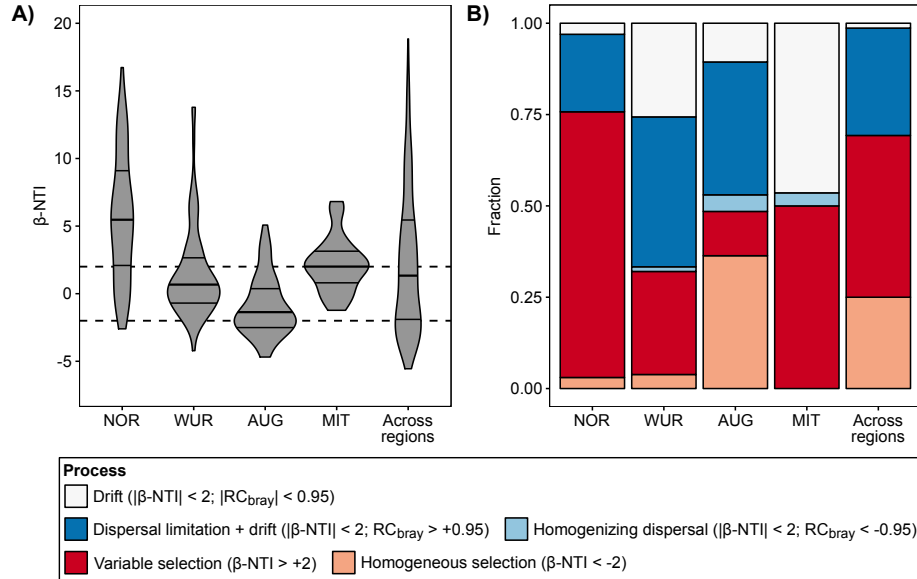 A)
β-NTI
20
15
10
5
0
-5
NOR WUR AUG MIT Across regions
B)
Fraction
1.00
0.75
0.50
0.25
0.00
NOR WUR AUG MIT Across regions
Process
Drift (|β-NTI| < 2; |RCbray| < 0.95)
Dispersal limitation + drift (|β-NTI| < 2; RCbray > +0.95) Homogenizing dispersal (|β-NTI| < 2; RCbray < -0.95)
Variable selection (β-NTI > +2) Homogeneous selection (β-NTI < -2)